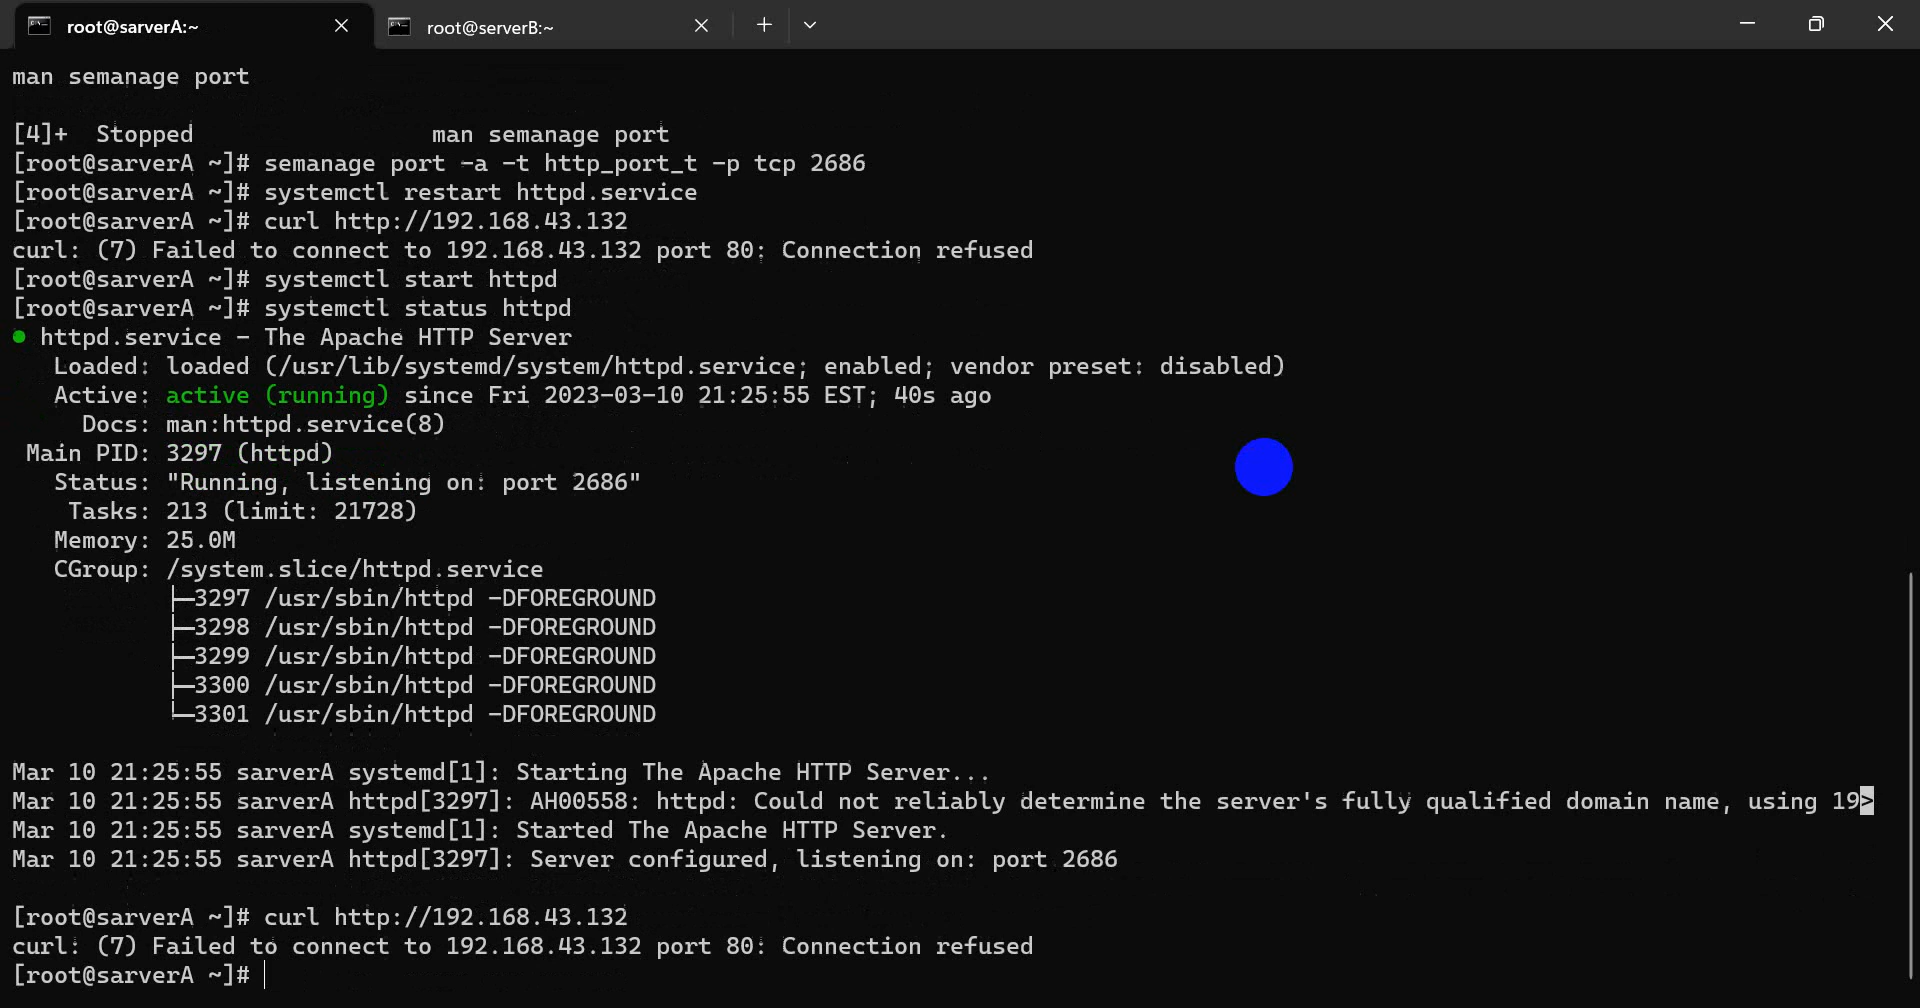 root@sarverA:~
root@serverB:~
man semanage port
[4]+  Stopped                 man semanage port
[root@sarverA ~]# semanage port -a -t http_port_t -p tcp 2686
[root@sarverA ~]# systemctl restart httpd.service
[root@sarverA ~]# curl http://192.168.43.132
curl: (7) Failed to connect to 192.168.43.132 port 80: Connection refused
[root@sarverA ~]# systemctl start httpd
[root@sarverA ~]# systemctl status httpd
● httpd.service - The Apache HTTP Server
   Loaded: loaded (/usr/lib/systemd/system/httpd.service; enabled; vendor preset: disabled)
   Active: active (running) since Fri 2023-03-10 21:25:55 EST; 40s ago
     Docs: man:httpd.service(8)
 Main PID: 3297 (httpd)
   Status: "Running, listening on: port 2686"
    Tasks: 213 (limit: 21728)
   Memory: 25.0M
   CGroup: /system.slice/httpd.service
           ├─3297 /usr/sbin/httpd -DFOREGROUND
           ├─3298 /usr/sbin/httpd -DFOREGROUND
           ├─3299 /usr/sbin/httpd -DFOREGROUND
           ├─3300 /usr/sbin/httpd -DFOREGROUND
           └─3301 /usr/sbin/httpd -DFOREGROUND
Mar 10 21:25:55 sarverA systemd[1]: Starting The Apache HTTP Server...
Mar 10 21:25:55 sarverA httpd[3297]: AH00558: httpd: Could not reliably determine the server's fully qualified domain name, using 19>
Mar 10 21:25:55 sarverA systemd[1]: Started The Apache HTTP Server.
Mar 10 21:25:55 sarverA httpd[3297]: Server configured, listening on: port 2686
[root@sarverA ~]# curl http://192.168.43.132
curl: (7) Failed to connect to 192.168.43.132 port 80: Connection refused
[root@sarverA ~]#